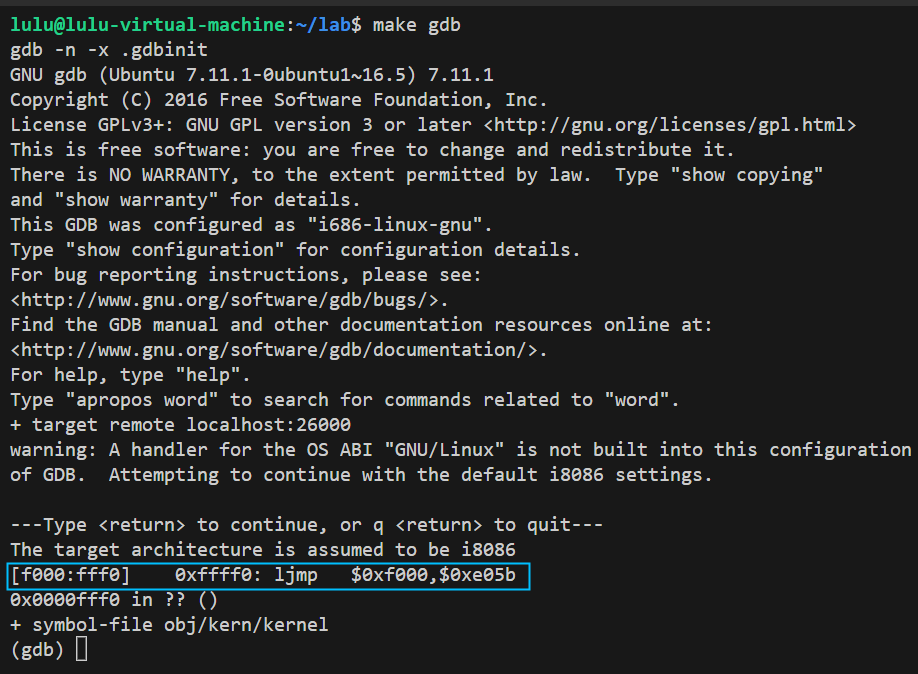 lulu@lulu-virtual-machine:~/lab$ make gdb
gdb -n -x .gdbinit
GNU gdb (Ubuntu 7.11.1-0ubuntu1~16.5) 7.11.1
Copyright (C) 2016 Free Software Foundation, Inc.
License GPLv3+: GNU GPL version 3 or later <http://gnu.org/licenses/gpl.html>
This is free software: you are free to change and redistribute it.
There is NO WARRANTY, to the extent permitted by law.  Type "show copying"
and "show warranty" for details.
This GDB was configured as "i686-linux-gnu".
Type "show configuration" for configuration details.
For bug reporting instructions, please see:
<http://www.gnu.org/software/gdb/bugs/>.
Find the GDB manual and other documentation resources online at:
<http://www.gnu.org/software/gdb/documentation/>.
For help, type "help".
Type "apropos word" to search for commands related to "word".
+ target remote localhost:26000
warning: A handler for the OS ABI "GNU/Linux" is not built into this configuration
of GDB.  Attempting to continue with the default i8086 settings.
---Type <return> to continue, or q <return> to quit---
The target architecture is assumed to be i8086
[f000:fff0]    0xffff0: ljmp   $0xf000,$0xe05b
0x0000fff0 in ?? ()
+ symbol-file obj/kern/kernel
(gdb)